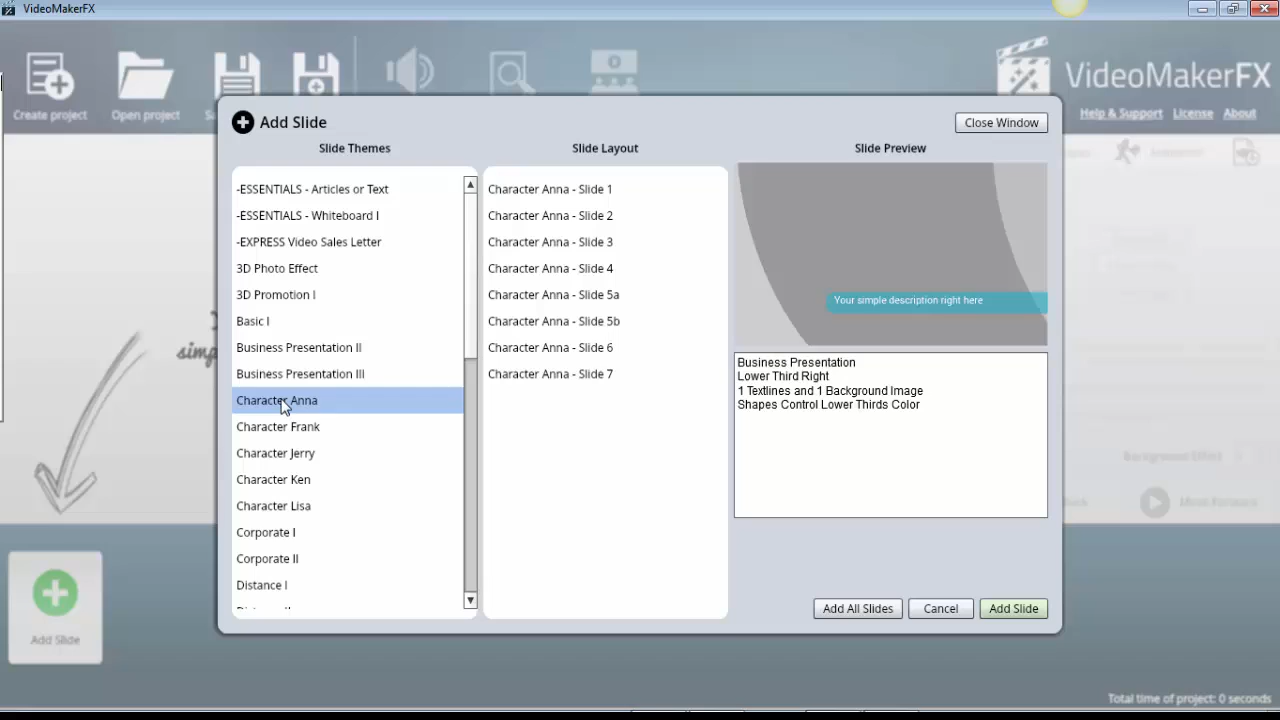 VideoMakerFX
Create project
Open project
VideoMakerFX
Help & Support License About
Add Slide
Close Window
Slide Themes
Slide Layout
Slide Preview
-ESSENTIALS - Articles or Text
-ESSENTIALS - Whiteboard I
-EXPRESS Video Sales Letter
3D Photo Effect
3D Promotion I
Basic I
Business Presentation II
Business Presentation III
Character Anna
Character Frank
Character Jerry
Character Ken
Character Lisa
Corporate I
Corporate II
Distance I
Character Anna - Slide 1
Character Anna - Slide 2
Character Anna - Slide 3
Character Anna - Slide 4
Character Anna - Slide 5a
Character Anna - Slide 5b
Character Anna - Slide 6
Character Anna - Slide 7
Your simple description right here
Business Presentation
Lower Third Right
1 Textlines and 1 Background Image
Shapes Control Lower Thirds Color
Background Effect
Move Forward
Add All Slides
Cancel
Add Slide
Add Slide
Total time of project: 0 seconds